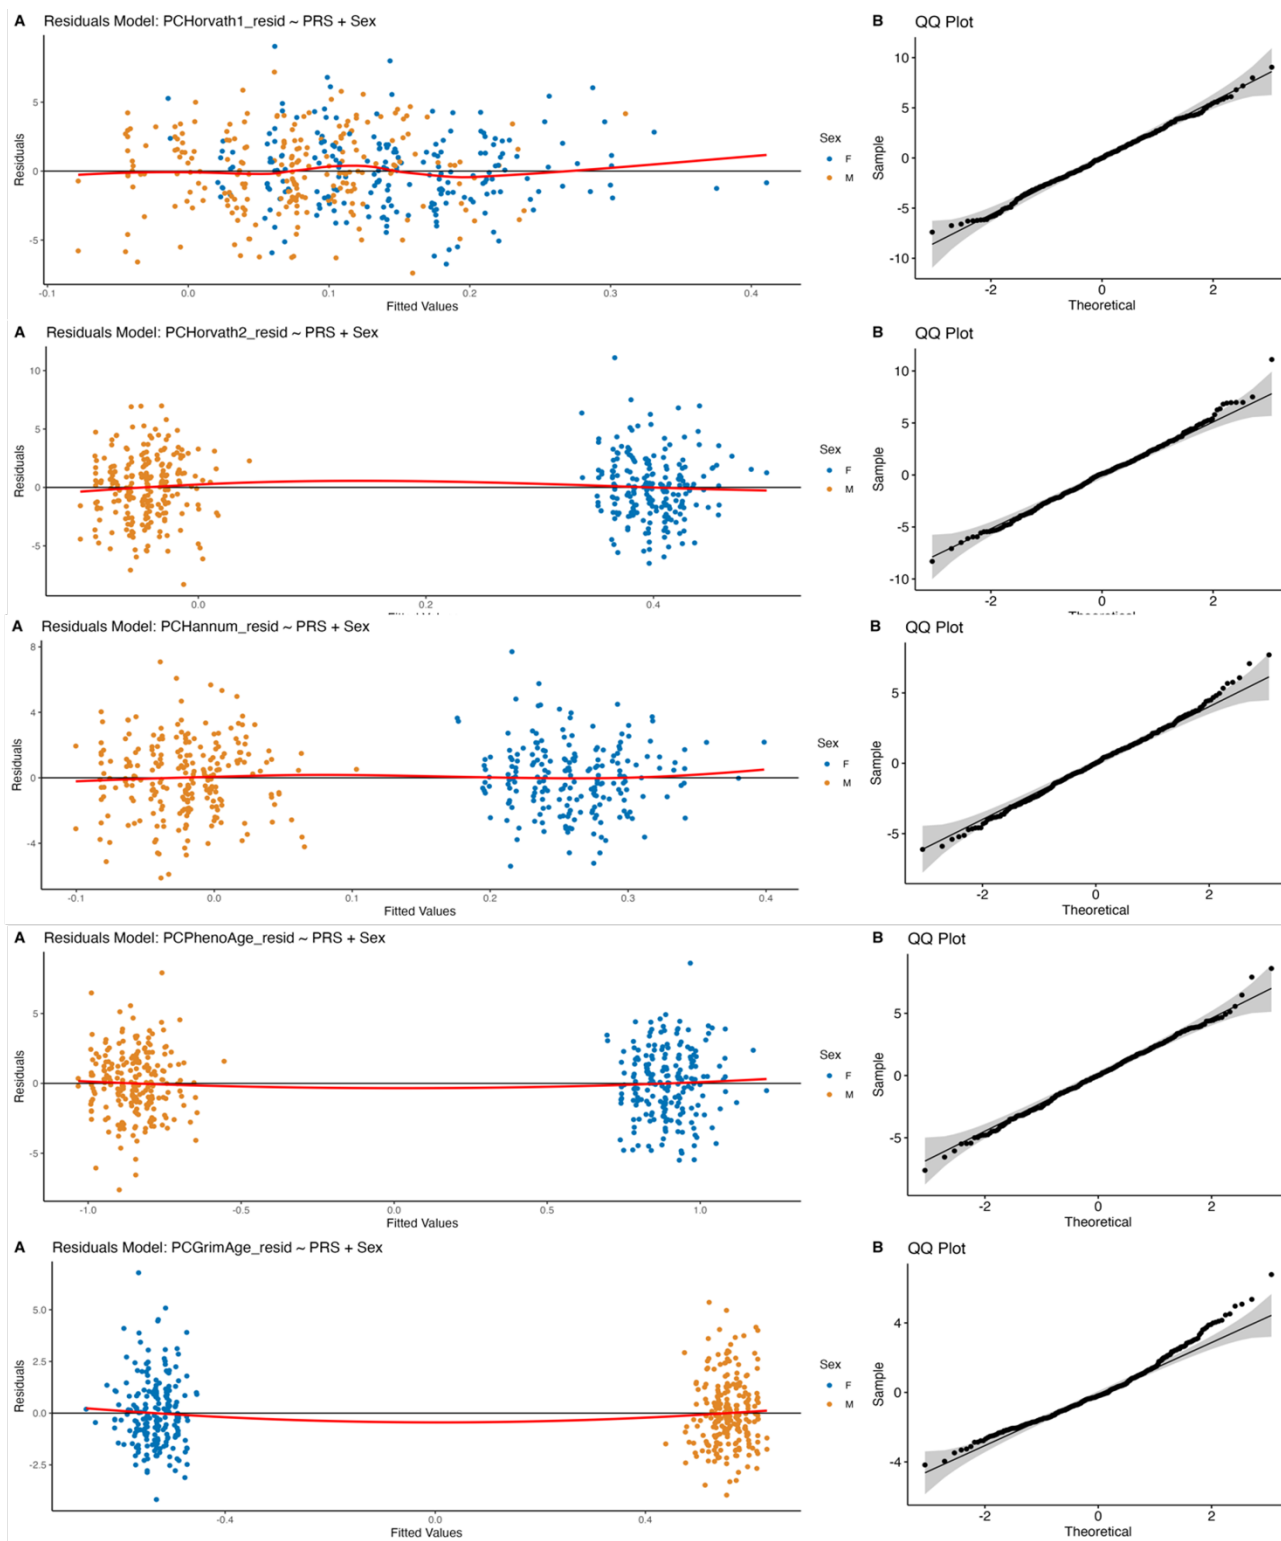 A Residuals Model: PCHorvath1_resid ~ PRS + Sex
B QQ Plot
Residuals
5
0
-5
-0.1 0.0 0.1 0.2 0.3 0.4
Fitted Values
Sex
F
M
Sample
10
5
0
-5
-10
-2 0 2
Theoretical
A Residuals Model: PCHorvath2_resid ~ PRS + Sex
B QQ Plot
Residuals
10
5
0
-5
0.0 0.2 0.4
Sex
F
M
Sample
10
5
0
-5
-10
-2 0 2
A Residuals Model: PCHannum_resid ~ PRS + Sex
B QQ Plot
Residuals
8
4
0
-4
-0.1 0.0 0.1 0.2 0.3 0.4
Fitted Values
Sex
F
M
Sample
5
0
-5
-2 0 2
Theoretical
A Residuals Model: PCPhenoAge_resid ~ PRS + Sex
B QQ Plot
Residuals
5
0
-5
-1.0 -0.5 0.0 0.5 1.0
Fitted Values
Sex
F
M
Sample
5
0
-5
-2 0 2
Theoretical
A Residuals Model: PCGrimAge_resid ~ PRS + Sex
B QQ Plot
Residuals
5.0
2.5
0.0
-2.5
-0.4 0.0 0.4
Fitted Values
Sex
F
M
Sample
4
0
-4
-2 0 2
Theoretical